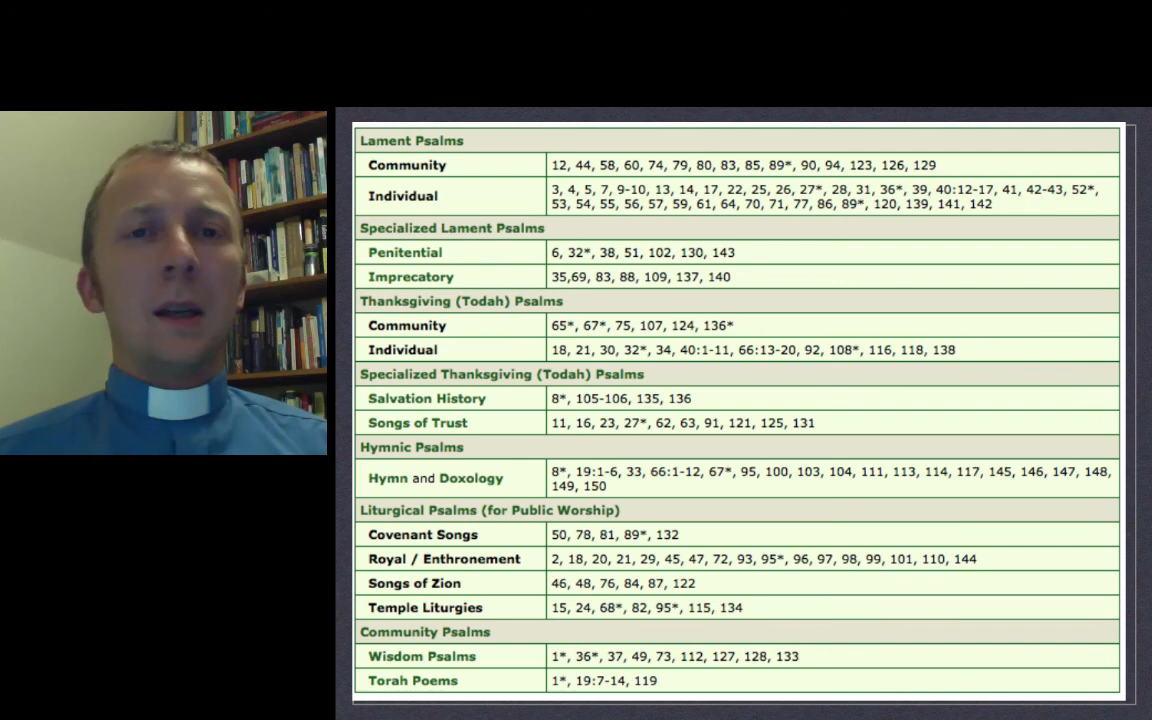 Lament Psalms
Community 12, 44, 58, 60, 74, 79, 80, 83, 85, 89*, 90, 94, 123, 126, 129
Individual 3, 4, 5, 7, 9-10, 13, 14, 17, 22, 25, 26, 27*, 28, 31, 36*, 39, 40:12-17, 41, 42-43, 52*,
53, 54, 55, 56, 57, 59, 61, 64, 70, 71, 77, 86, 89*, 120, 139, 141, 142
Specialized Lament Psalms
Penitential 6, 32*, 38, 51, 102, 130, 143
Imprecatory 35,69, 83, 88, 109, 137, 140
Thanksgiving (Todah) Psalms
Community 65*, 67*, 75, 107, 124, 136*
Individual 18, 21, 30, 32*, 34, 40:1-11, 66:13-20, 92, 108*, 116, 118, 138
Specialized Thanksgiving (Todah) Psalms
Salvation History 8*, 105-106, 135, 136
Songs of Trust 11, 16, 23, 27*, 62, 63, 91, 121, 125, 131
Hymnic Psalms
Hymn and Doxology 8*, 19:1-6, 33, 66:1-12, 67*, 95, 100, 103, 104, 111, 113, 114, 117, 145, 146, 147, 148,
149, 150
Liturgical Psalms (for Public Worship)
Covenant Songs 50, 78, 81, 89*, 132
Royal / Enthronement 2, 18, 20, 21, 29, 45, 47, 72, 93, 95*, 96, 97, 98, 99, 101, 110, 144
Songs of Zion 46, 48, 76, 84, 87, 122
Temple Liturgies 15, 24, 68*, 82, 95*, 115, 134
Community Psalms
Wisdom Psalms 1*, 36*, 37, 49, 73, 112, 127, 128, 133
Torah Poems 1*, 19:7-14, 119